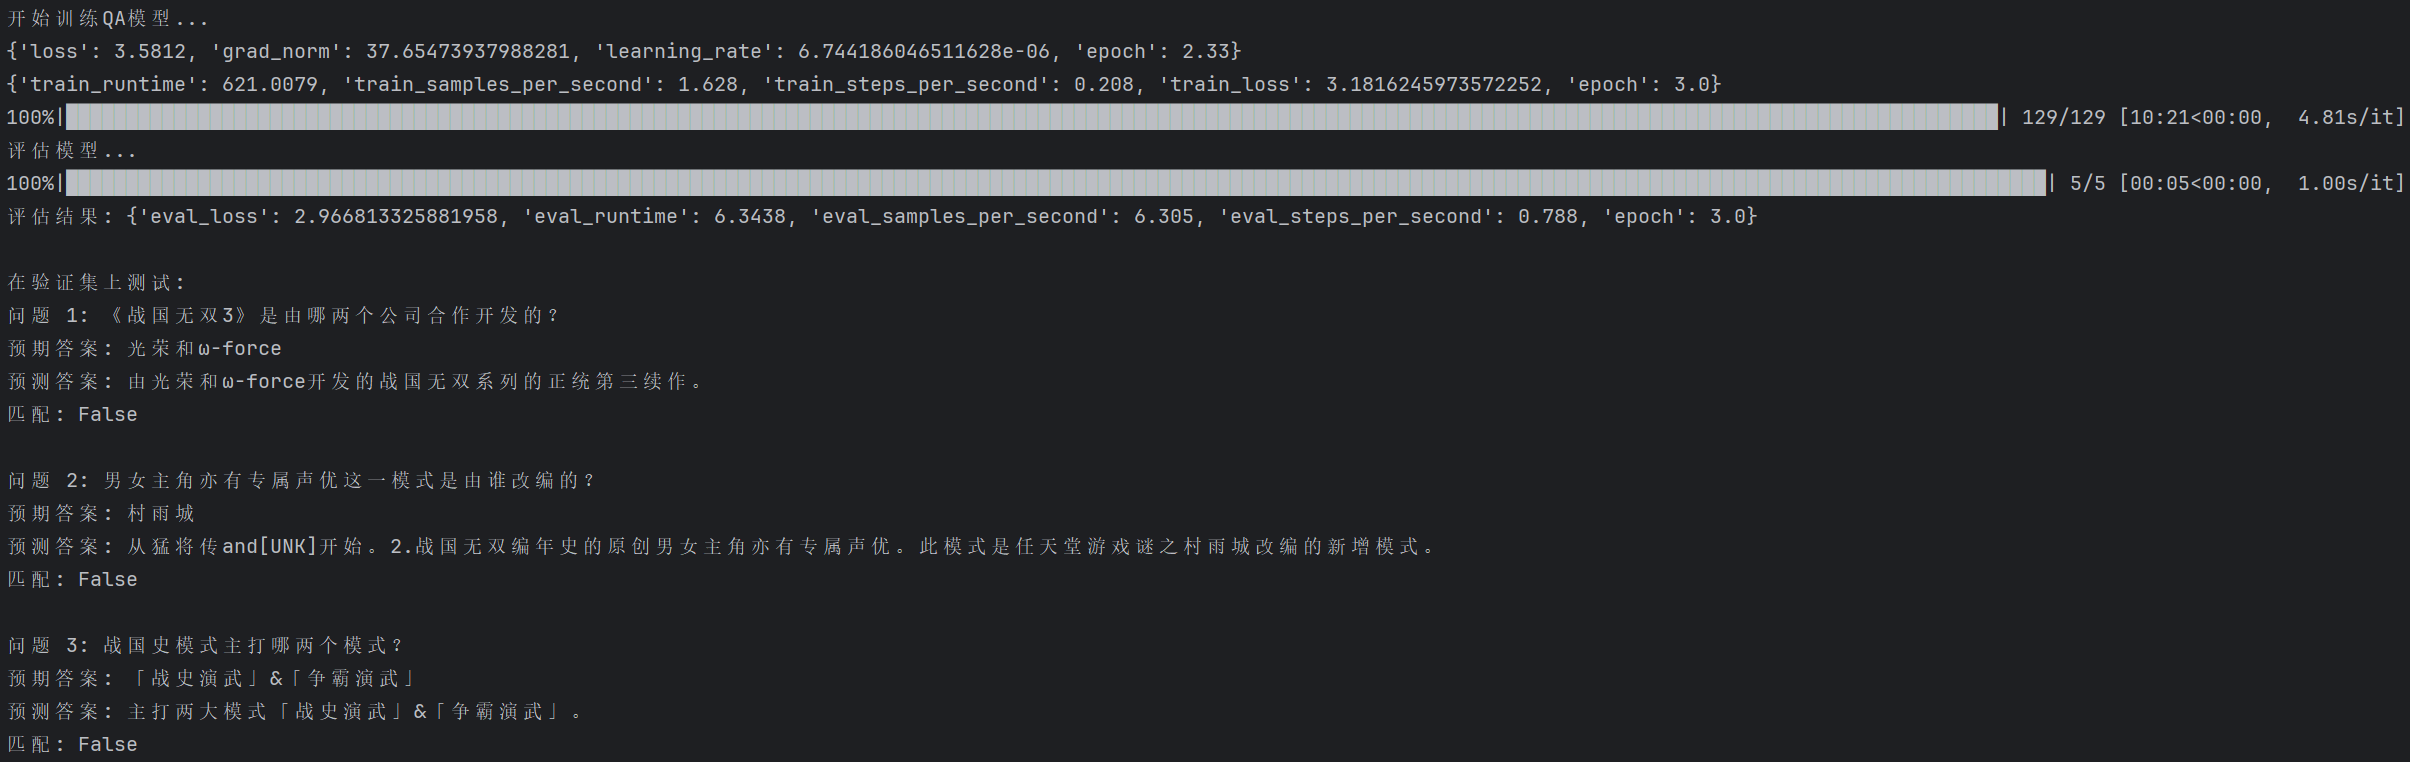 开始训练QA模型...
{'loss': 3.5812, 'grad_norm': 37.65473937988281, 'learning_rate': 6.744186046511628e-06, 'epoch': 2.33}
{'train_runtime': 621.0079, 'train_samples_per_second': 1.628, 'train_steps_per_second': 0.208, 'train_loss': 3.1816245973572252, 'epoch': 3.0}
100%|██████████| 129/129 [10:21<00:00,  4.81s/it]
评估模型...
100%|██████████| 5/5 [00:05<00:00,  1.00s/it]
评估结果: {'eval_loss': 2.966813325881958, 'eval_runtime': 6.3438, 'eval_samples_per_second': 6.305, 'eval_steps_per_second': 0.788, 'epoch': 3.0}
在验证集上测试:
问题 1: 《战国无双3》是由哪两个公司合作开发的？
预期答案: 光荣和ω-force
预测答案: 由光荣和ω-force开发的战国无双系列的正统第三续作。
匹配: False
问题 2: 男女主角亦有专属声优这一模式是由谁改编的？
预期答案: 村雨城
预测答案: 从猛将传and[UNK]开始。2.战国无双编年史的原创男女主角亦有专属声优。此模式是任天堂游戏谜之村雨城改编的新增模式。
匹配: False
问题 3: 战国史模式主打哪两个模式？
预期答案: 「战史演武」&「争霸演武」
预测答案: 主打两大模式「战史演武」&「争霸演武」。
匹配: False